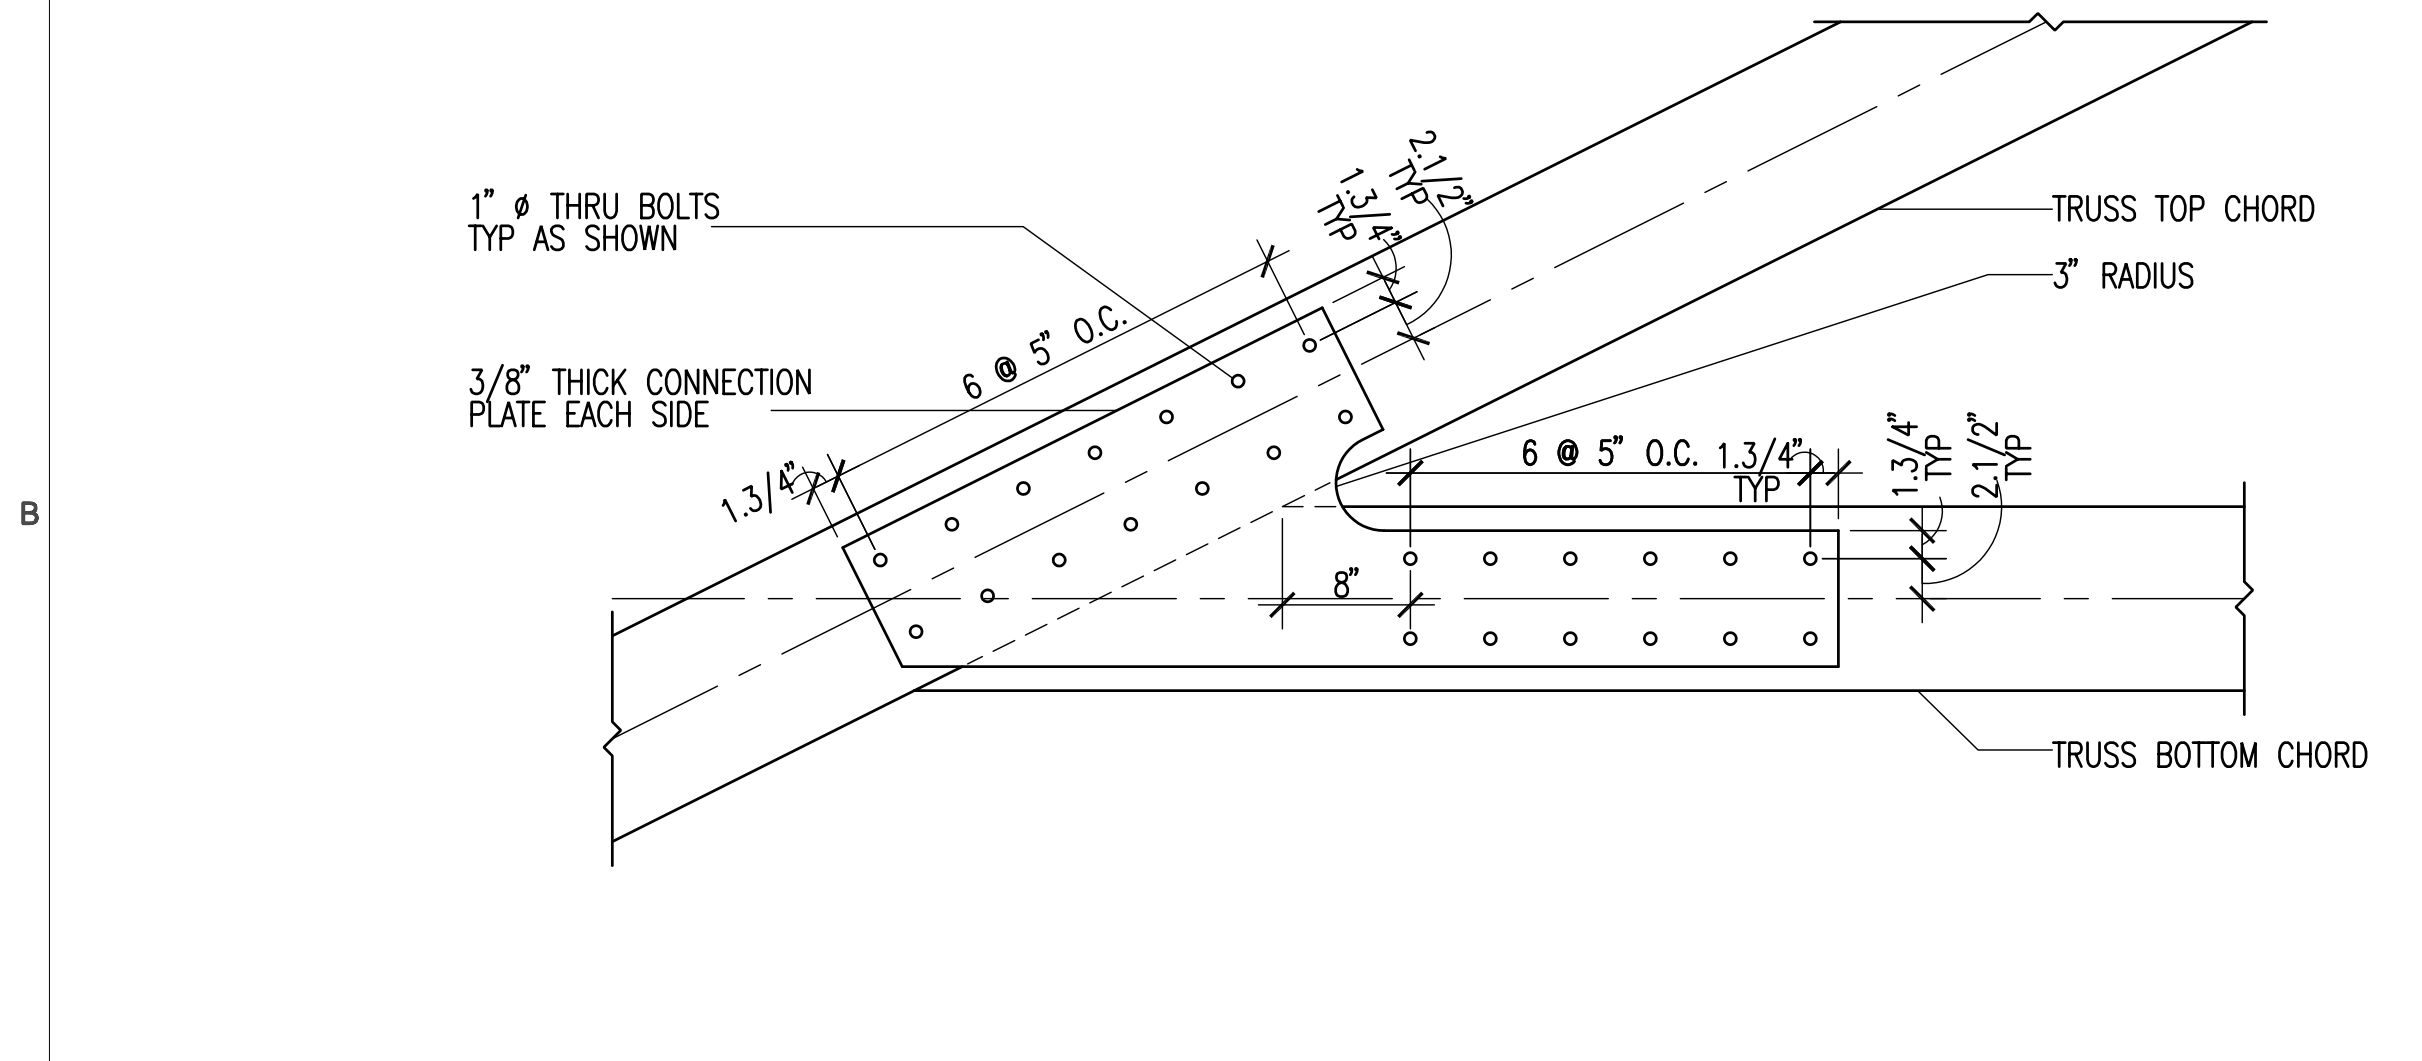 1" ø THRU BOLTS
TYP AS SHOWN
3/8" THICK CONNECTION
PLATE EACH SIDE
6 @ 5" O.C.
1.3/4"
1.3/4"
TYP
2.1/2"
TYP
TRUSS TOP CHORD
3" RADIUS
6 @ 5" O.C.
1.3/4"
TYP
1.3/4"
TYP
2.1/2"
TYP
8"
TRUSS BOTTOM CHORD
B